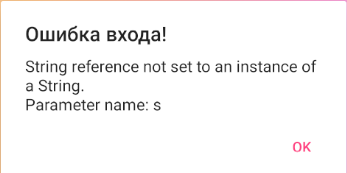 Ошибка входа!
String reference not set to an instance of
a String.
Parameter name: s
OK